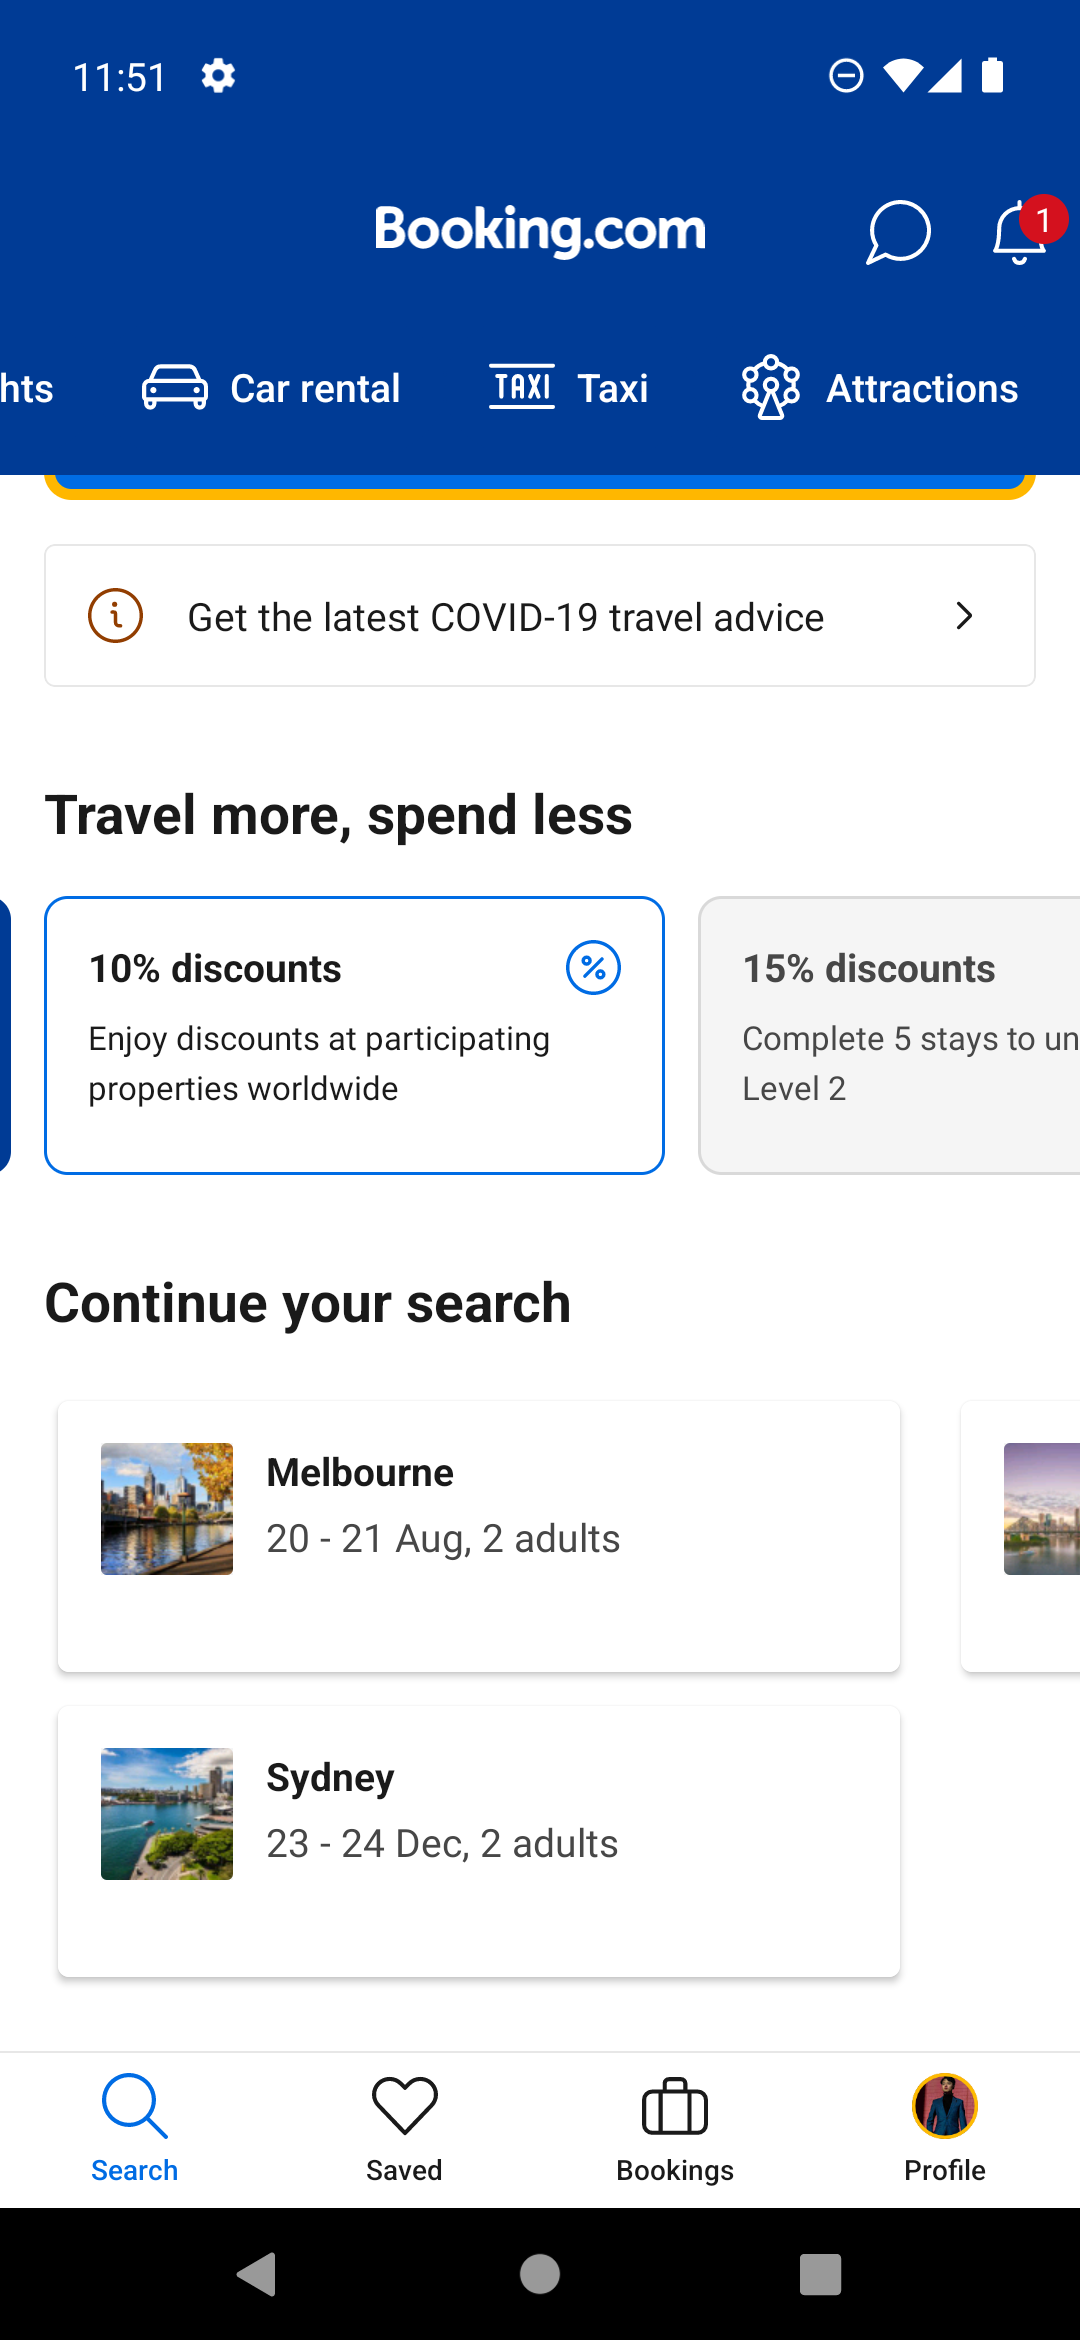 11:51
Booking.com
1
hts
Car rental
TAXI
Taxi
Attractions
Get the latest COVID-19 travel advice
Travel more, spend less
10% discounts
%
Enjoy discounts at participating
properties worldwide
15% discounts
Complete 5 stays to un
Level 2
Continue your search
Melbourne
20 - 21 Aug, 2 adults
Sydney
23 - 24 Dec, 2 adults
Search
Saved
Bookings
Profile